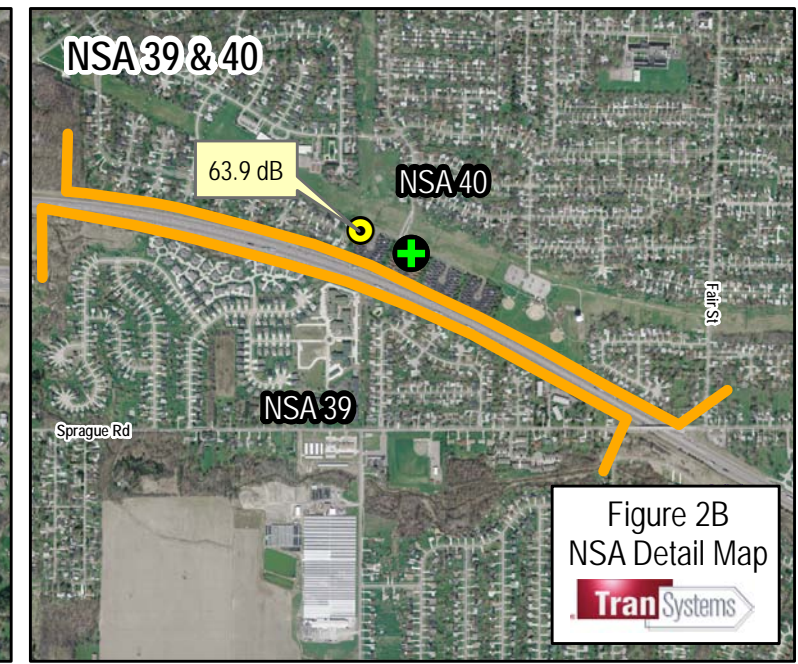 NSA 39 & 40
63.9 dB
NSA 40
Fair St
NSA 39
Sprague Rd
Figure 2B
NSA Detail Map
TranSystems